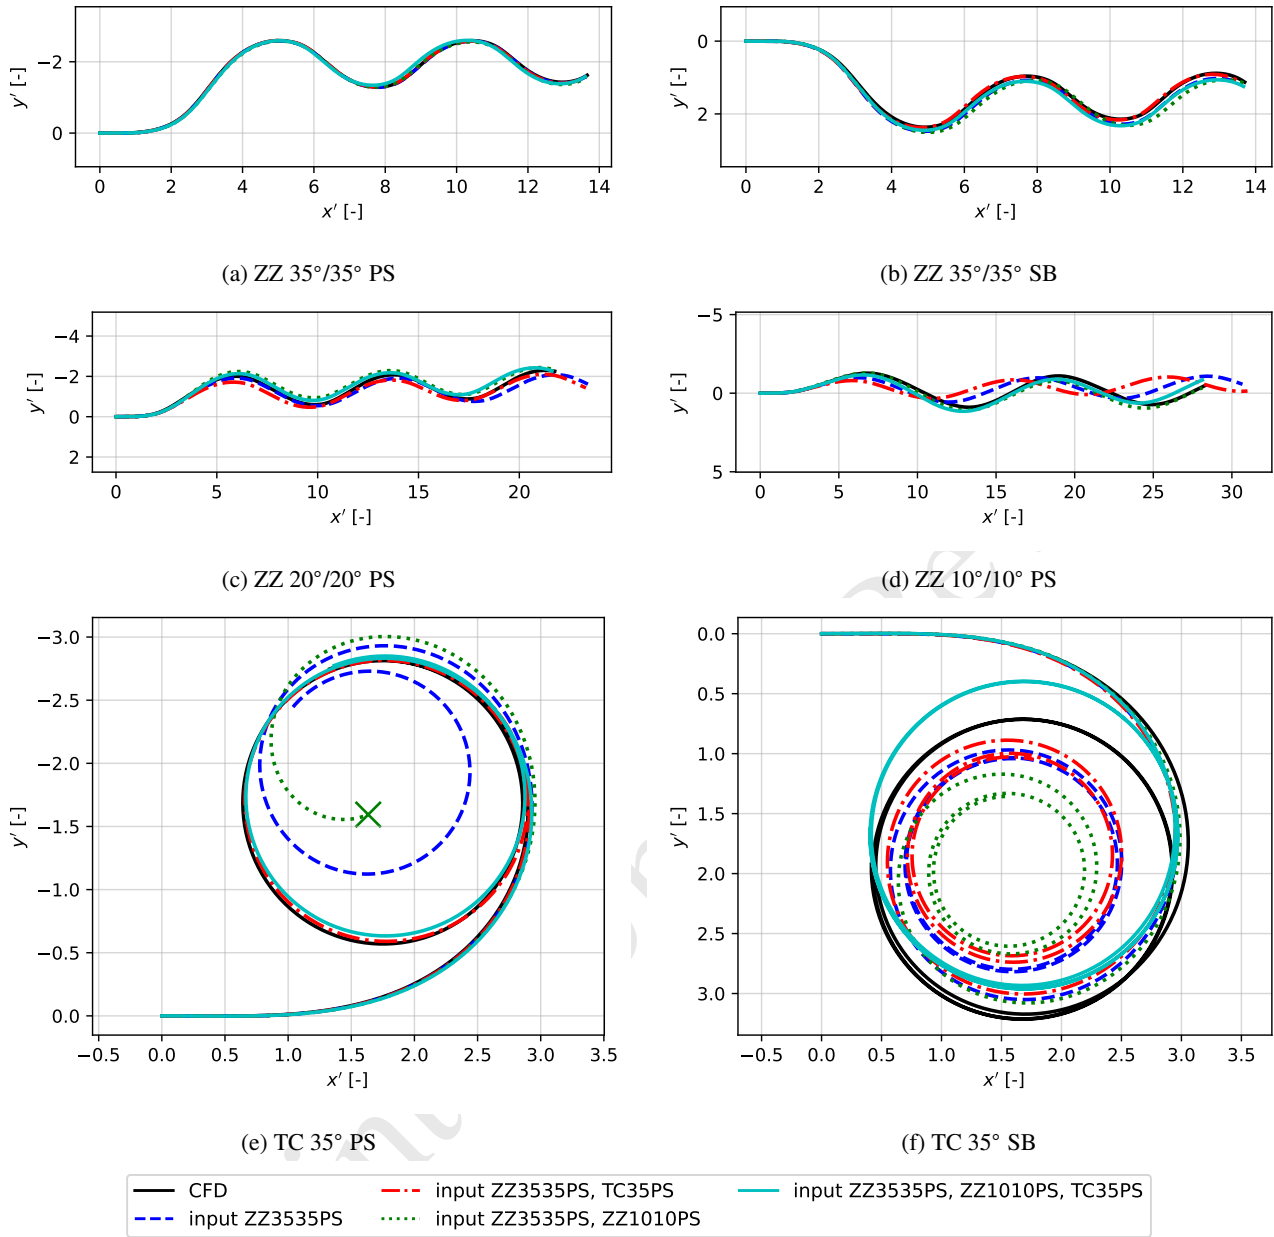 −2
0
y′ [-]
0 2 4 6 8 10 12 14
x′ [-]
(a) ZZ 35°/35° PS
0
2
y′ [-]
0 2 4 6 8 10 12 14
x′ [-]
(b) ZZ 35°/35° SB
−4
−2
0
2
y′ [-]
0 5 10 15 20
x′ [-]
(c) ZZ 20°/20° PS
−5
0
5
y′ [-]
0 5 10 15 20 25 30
x′ [-]
(d) ZZ 10°/10° PS
−3.0
−2.5
−2.0
−1.5
−1.0
−0.5
0.0
y′ [-]
−0.5 0.0 0.5 1.0 1.5 2.0 2.5 3.0 3.5
x′ [-]
(e) TC 35° PS
0.0
0.5
1.0
1.5
2.0
2.5
3.0
y′ [-]
−0.5 0.0 0.5 1.0 1.5 2.0 2.5 3.0 3.5
x′ [-]
(f) TC 35° SB
CFD
input ZZ3535PS
input ZZ3535PS, TC35PS
input ZZ3535PS, ZZ1010PS
input ZZ3535PS, ZZ1010PS, TC35PS